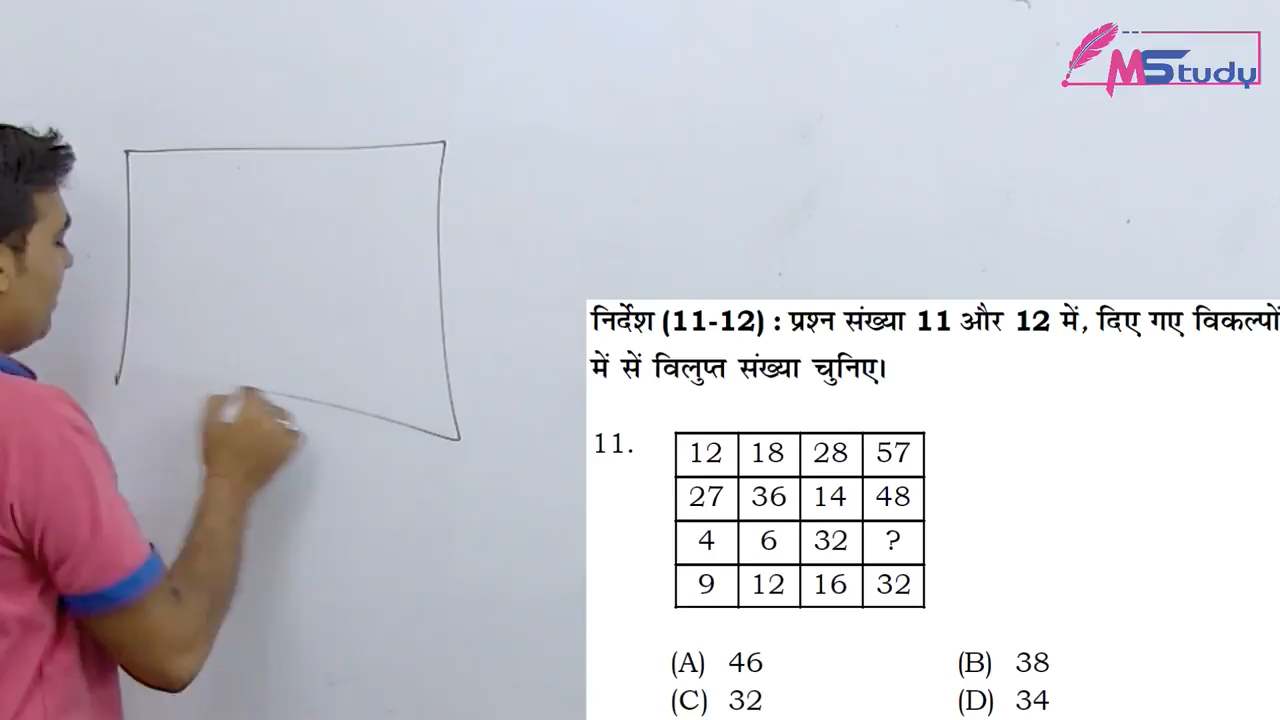 MStudy
निर्देश (11-12) : प्रश्न संख्या 11 और 12 में, दिए गए विकल्पों
में सें विलुप्त संख्या चुनिए।
11.
12 18 28 57
27 36 14 48
4 6 32 ?
9 12 16 32
(A) 46 (B) 38
(C) 32 (D) 34